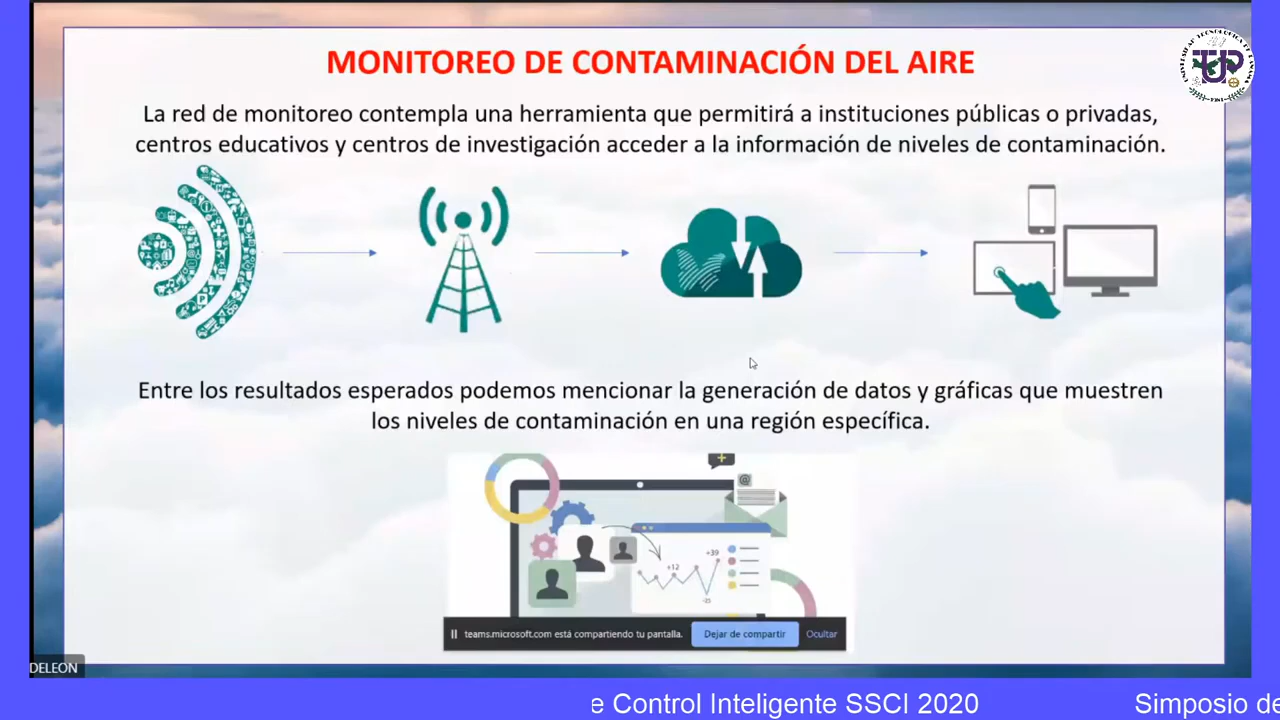 MONITOREO DE CONTAMINACIÓN DEL AIRE
La red de monitoreo contempla una herramienta que permitirá a instituciones públicas o privadas,
centros educativos y centros de investigación acceder a la información de niveles de contaminación.
Entre los resultados esperados podemos mencionar la generación de datos y gráficas que muestren
los niveles de contaminación en una región específica.
@
+39
+12
teams.microsoft.com está compartiendo tu pantalla.
Dejar de compartir
Ocultar
DELEON
e Control Inteligente SSCI 2020
Simposio de